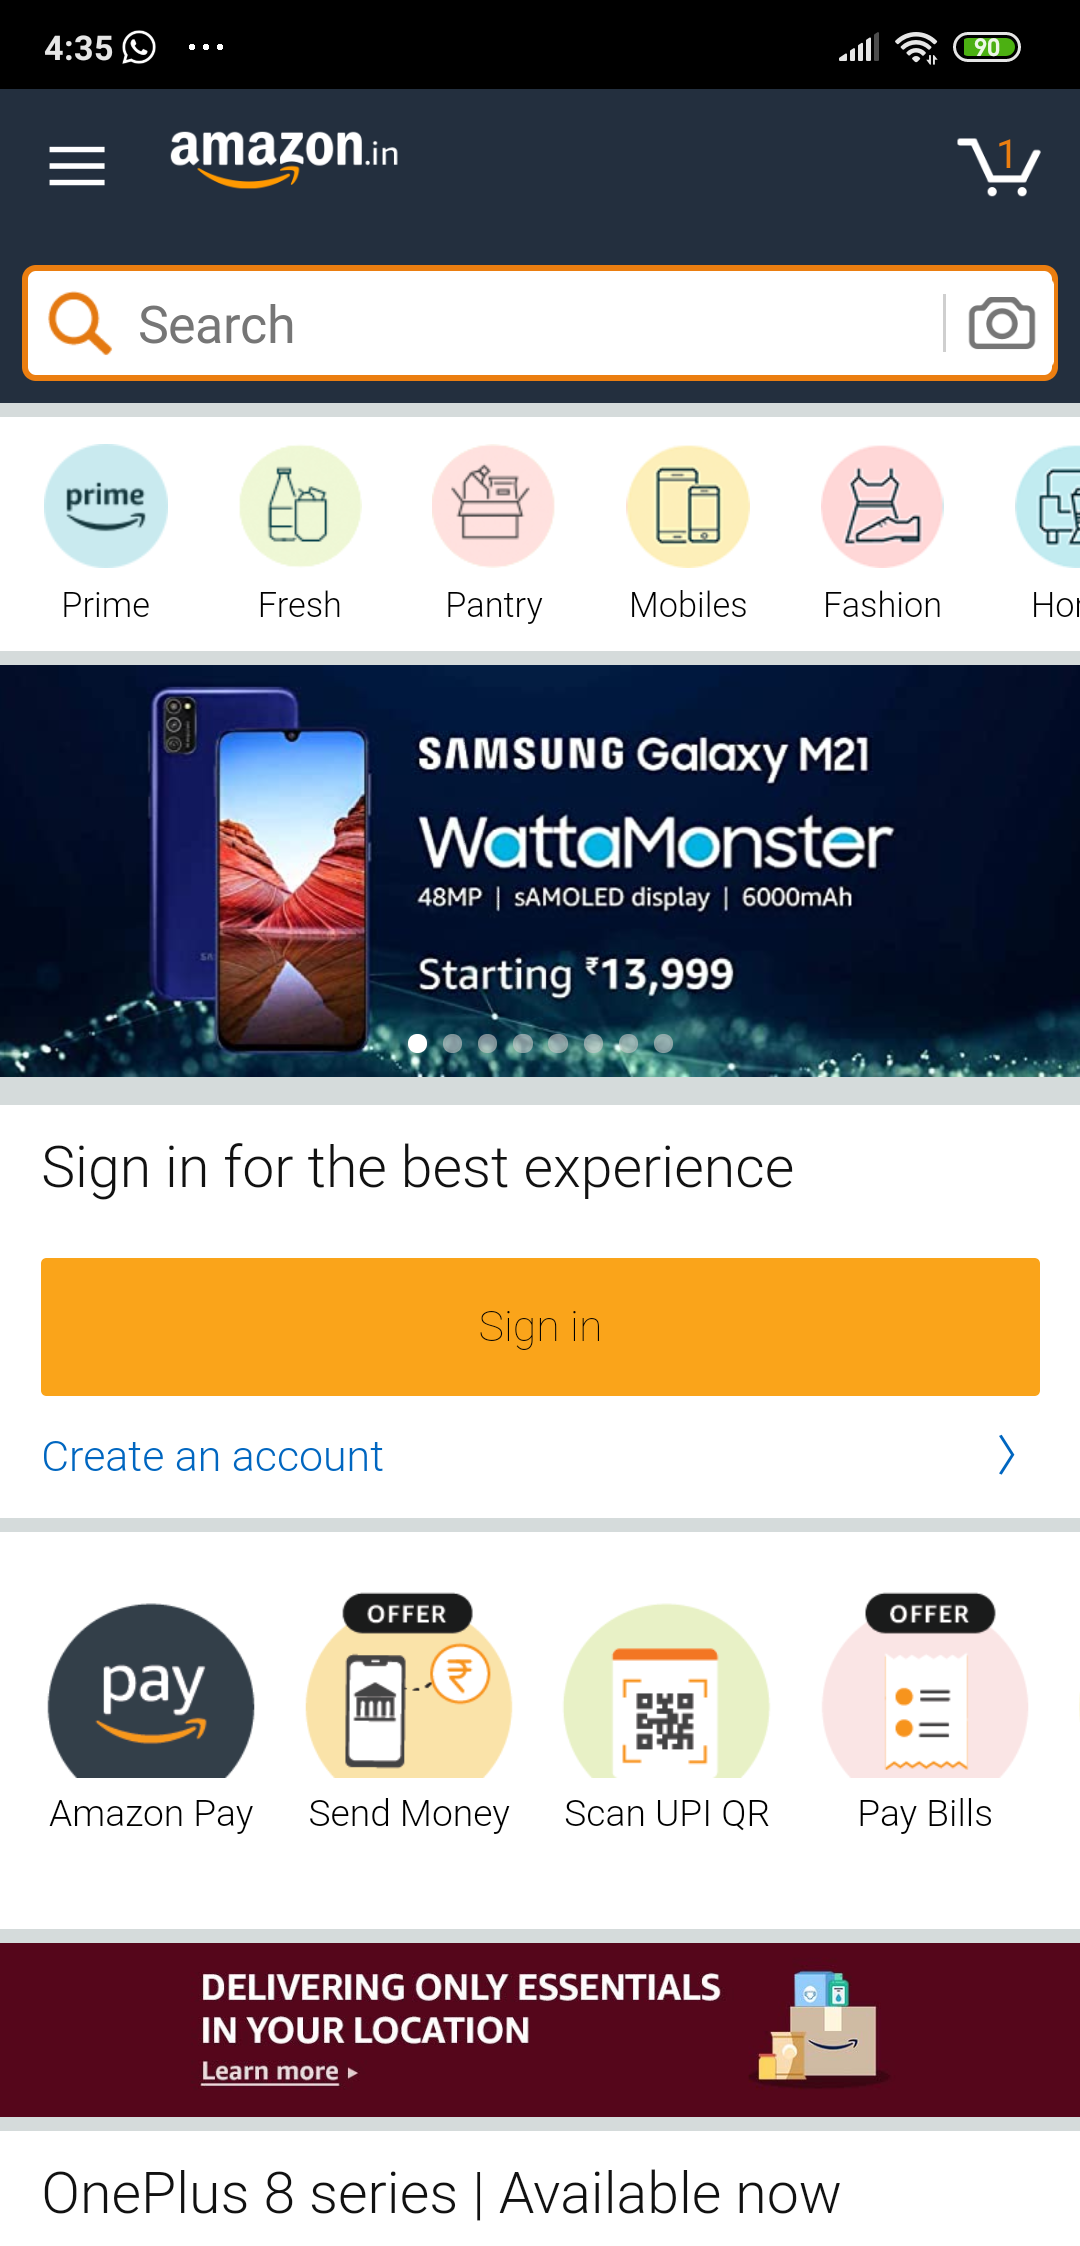 4:35 ... 90
amazon.in
1
Search
prime
Prime Fresh Pantry Mobiles Fashion Hor
SAMSUNG Galaxy M21
WattaMonster
48MP | sAMOLED display | 6000mAh
Starting ₹13,999
Sign in for the best experience
Sign in
Create an account
OFFER OFFER
pay ₹
Amazon Pay Send Money Scan UPI QR Pay Bills
DELIVERING ONLY ESSENTIALS
IN YOUR LOCATION
Learn more
OnePlus 8 series | Available now